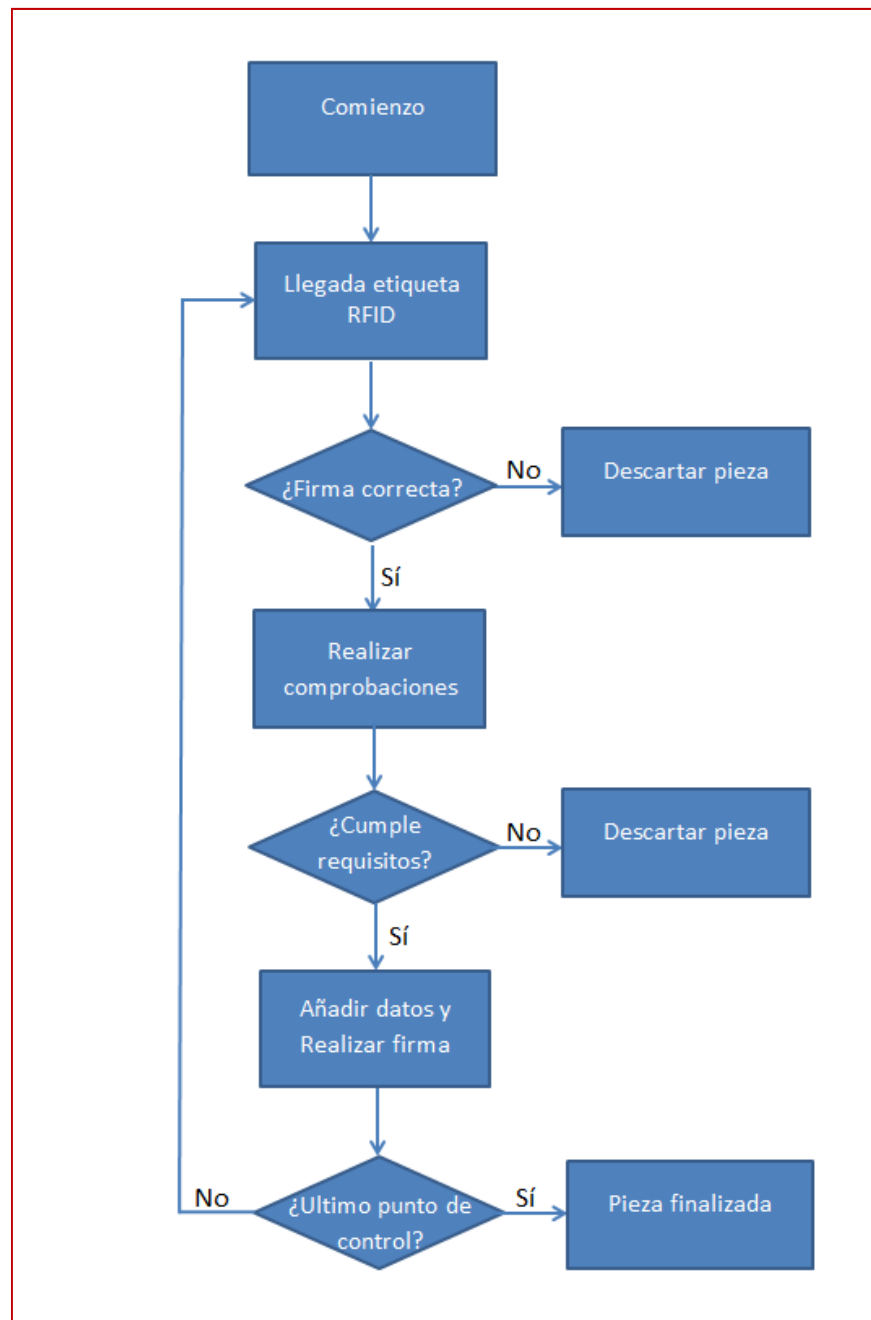 Comienzo
Llegada etiqueta
RFID
¿Firma correcta?
No
Descartar pieza
Sí
Realizar
comprobaciones
¿Cumple
requisitos?
No
Descartar pieza
Sí
Añadir datos y
Realizar firma
No
¿Ultimo punto de
control?
Sí
Pieza finalizada